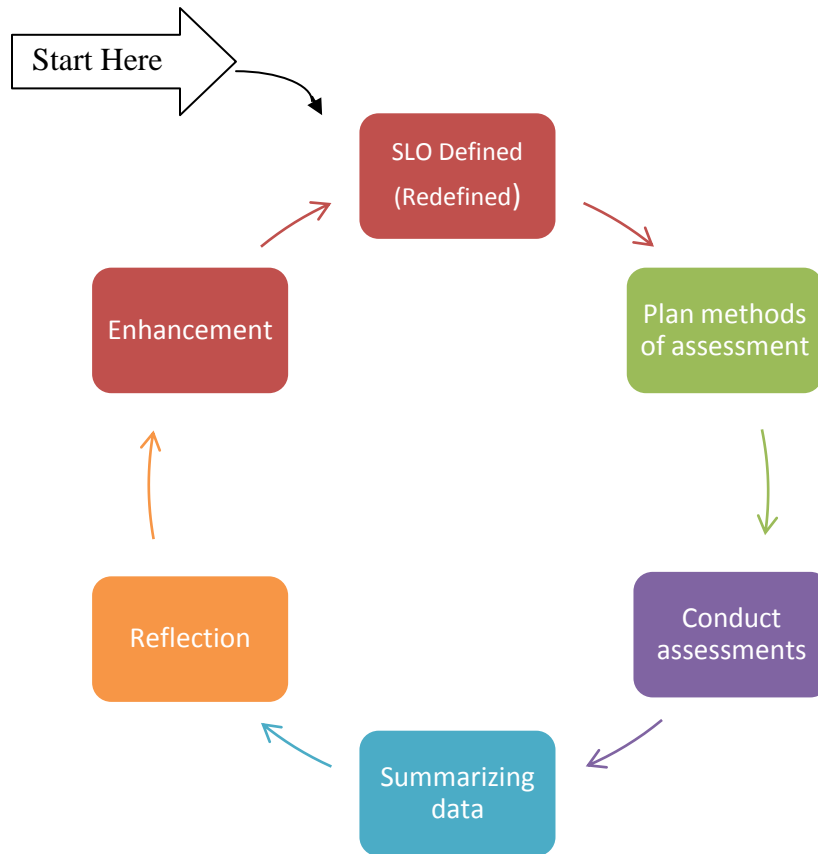 Start Here
SLO Defined
(Redefined)
Plan methods
of assessment
Conduct
assessments
Summarizing
data
Reflection
Enhancement